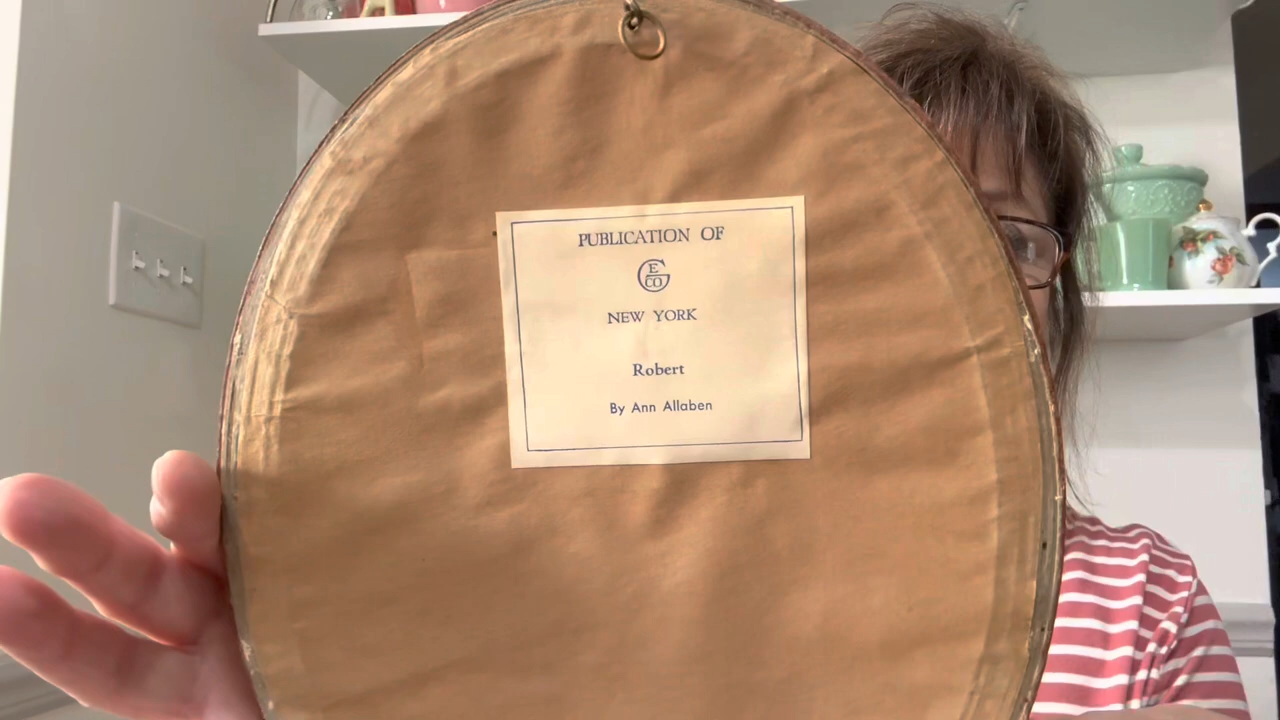 PUBLICATION OF
GECO
NEW YORK
Robert
By Ann Allaben